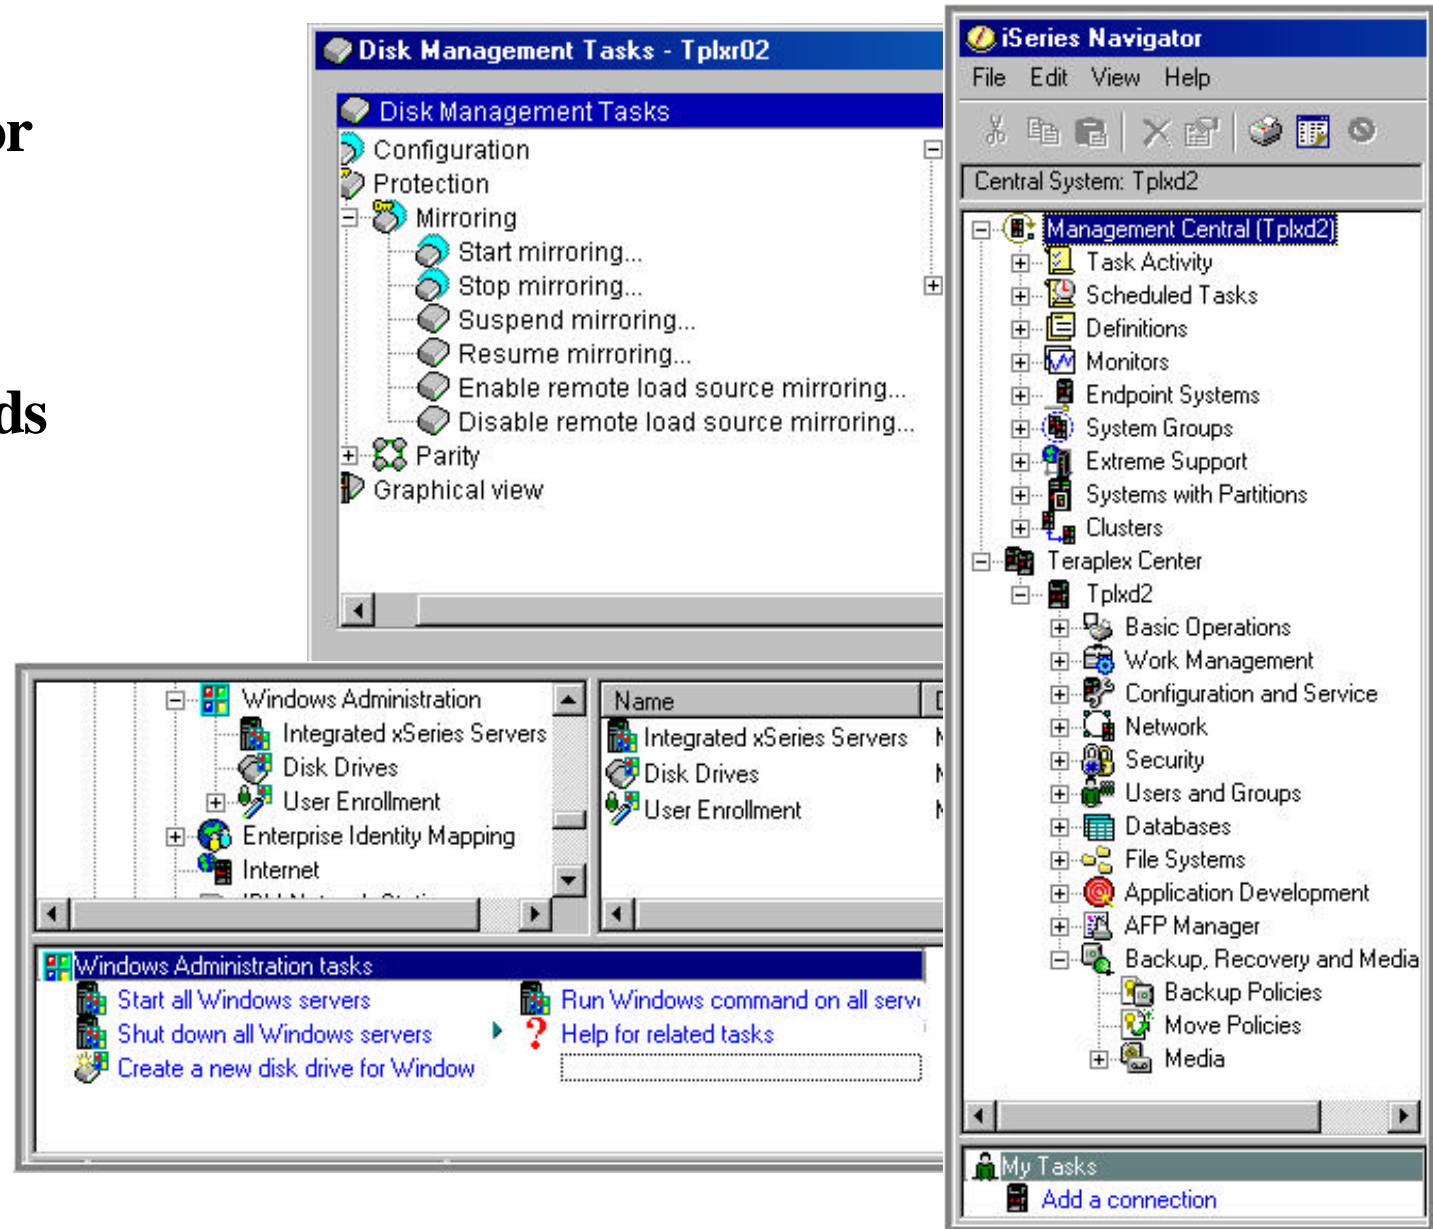 or
ds
Disk Management Tasks - Tplxr02
Disk Management Tasks
Configuration
Protection
Mirroring
Start mirroring...
Stop mirroring...
Suspend mirroring...
Resume mirroring...
Enable remote load source mirroring...
Disable remote load source mirroring...
Parity
Graphical view
Windows Administration
Integrated xSeries Servers
Disk Drives
User Enrollment
Enterprise Identity Mapping
Internet
Name
Integrated xSeries Servers
Disk Drives
User Enrollment
Windows Administration tasks
Start all Windows servers
Shut down all Windows servers
Create a new disk drive for Window
Run Windows command on all serv
Help for related tasks
iSeries Navigator
File Edit View Help
Central System: Tplxd2
Management Central (Tplxd2)
Task Activity
Scheduled Tasks
Definitions
Monitors
Endpoint Systems
System Groups
Extreme Support
Systems with Partitions
Clusters
Teraplex Center
Tplxd2
Basic Operations
Work Management
Configuration and Service
Network
Security
Users and Groups
Databases
File Systems
Application Development
AFP Manager
Backup, Recovery and Media
Backup Policies
Move Policies
Media
My Tasks
Add a connection